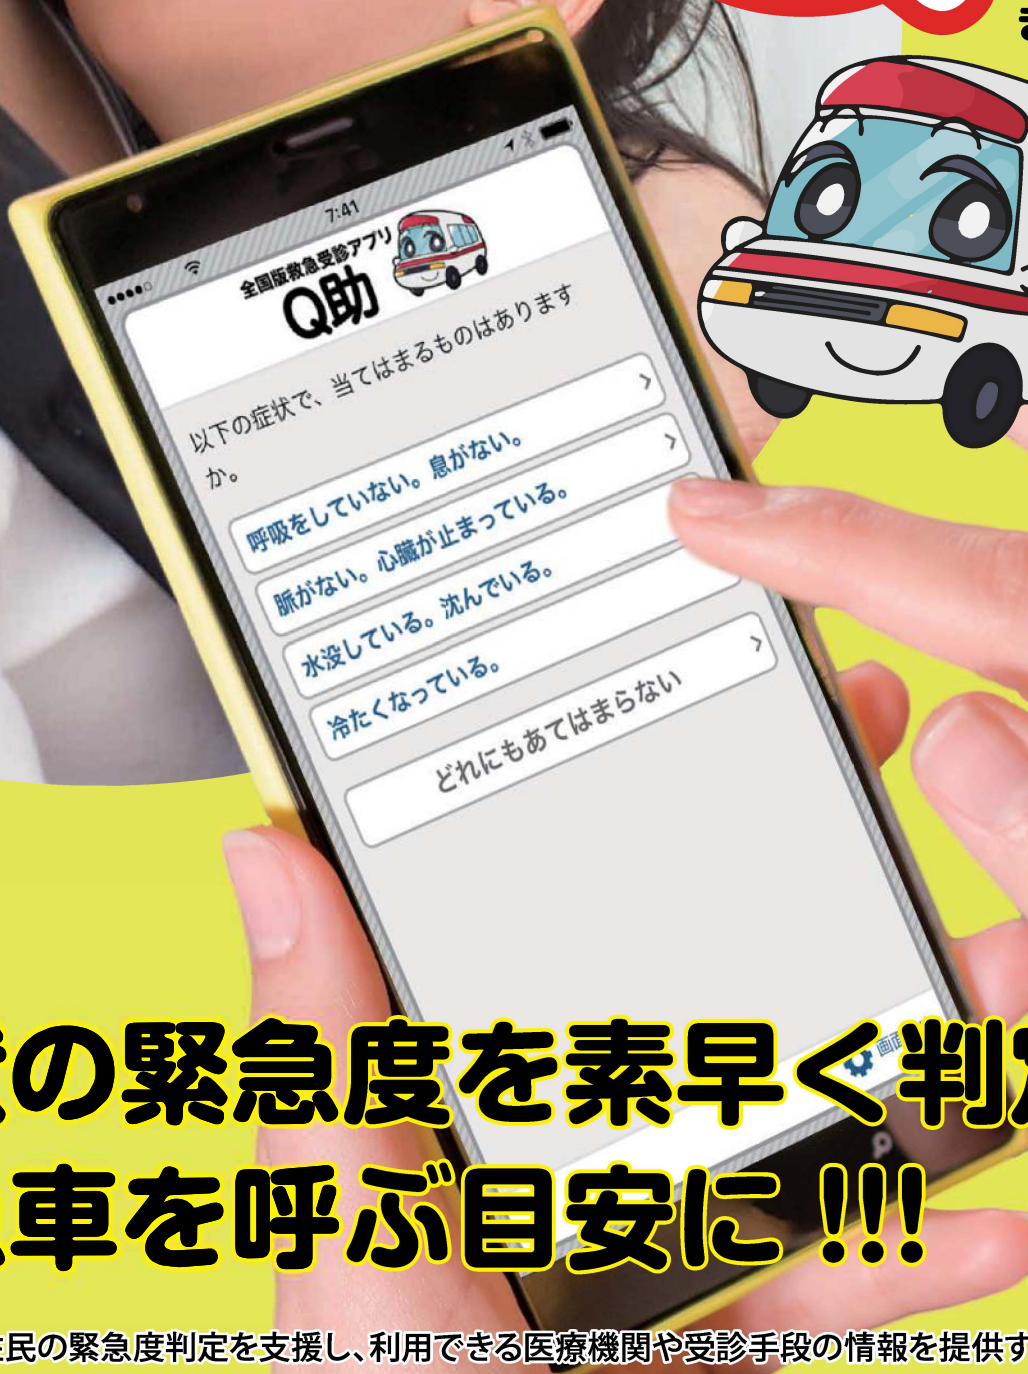 7:41
全国版救急受診アプリ
Q助
以下の症状で、当てはまるものはあります
か。
呼吸をしていない。息がない。
脈がない。心臓が止まっている。
水没している。沈んでいる。
冷たくなっている。
どれにもあてはまらない
画面
の緊急度を素早く判定
車を呼ぶ目安に!!!
住民の緊急度判定を支援し、利用できる医療機関や受診手段の情報を提供す